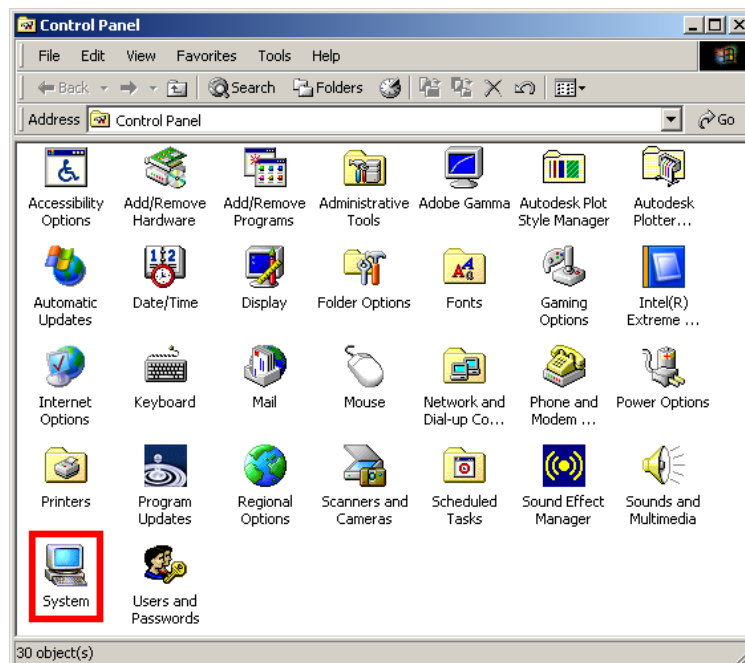 Control Panel
File Edit View Favorites Tools Help
Back Search Folders
Address Control Panel Go
Accessibility Options
Add/Remove Hardware
Add/Remove Programs
Administrative Tools
Adobe Gamma
Autodesk Plot Style Manager
Autodesk Plotter...
Automatic Updates
Date/Time
Display
Folder Options
Fonts
Gaming Options
Intel(R) Extreme ...
Internet Options
Keyboard
Mail
Mouse
Network and Dial-up Co...
Phone and Modem ...
Power Options
Printers
Program Updates
Regional Options
Scanners and Cameras
Scheduled Tasks
Sound Effect Manager
Sounds and Multimedia
System
Users and Passwords
30 object(s)